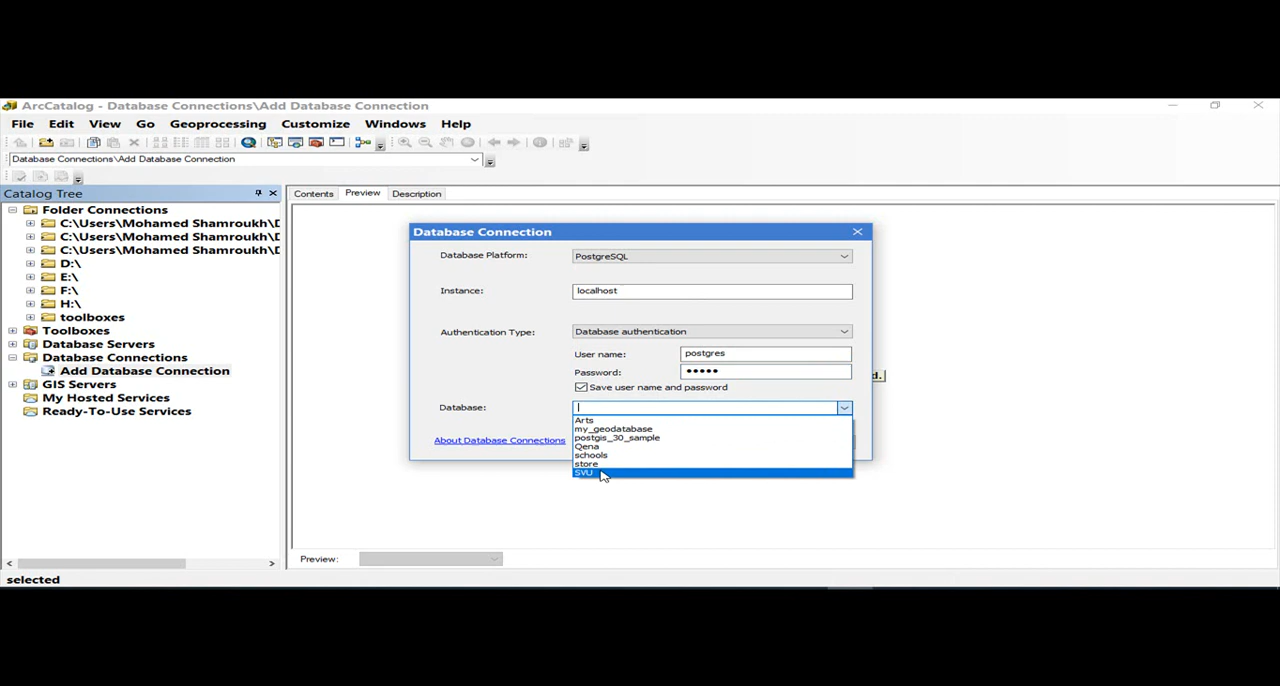 ArcCatalog - Database Connections\Add Database Connection
File Edit View Go Geoprocessing Customize Windows Help
Database Connections\Add Database Connection
Catalog Tree
Folder Connections
C:\Users\Mohamed Shamroukh\D
C:\Users\Mohamed Shamroukh\D
C:\Users\Mohamed Shamroukh\D
D:\
E:\
F:\
H:\
toolboxes
Toolboxes
Database Servers
Database Connections
Add Database Connection
GIS Servers
My Hosted Services
Ready-To-Use Services
Contents Preview Description
Database Connection
Database Platform: PostgreSQL
Instance: localhost
Authentication Type: Database authentication
User name: postgres
Password: •••••
d.
Save user name and password
Database:
Arts
my_geodatabase
postgis_30_sample
Qena
schools
store
SVU
About Database Connections
Preview:
selected